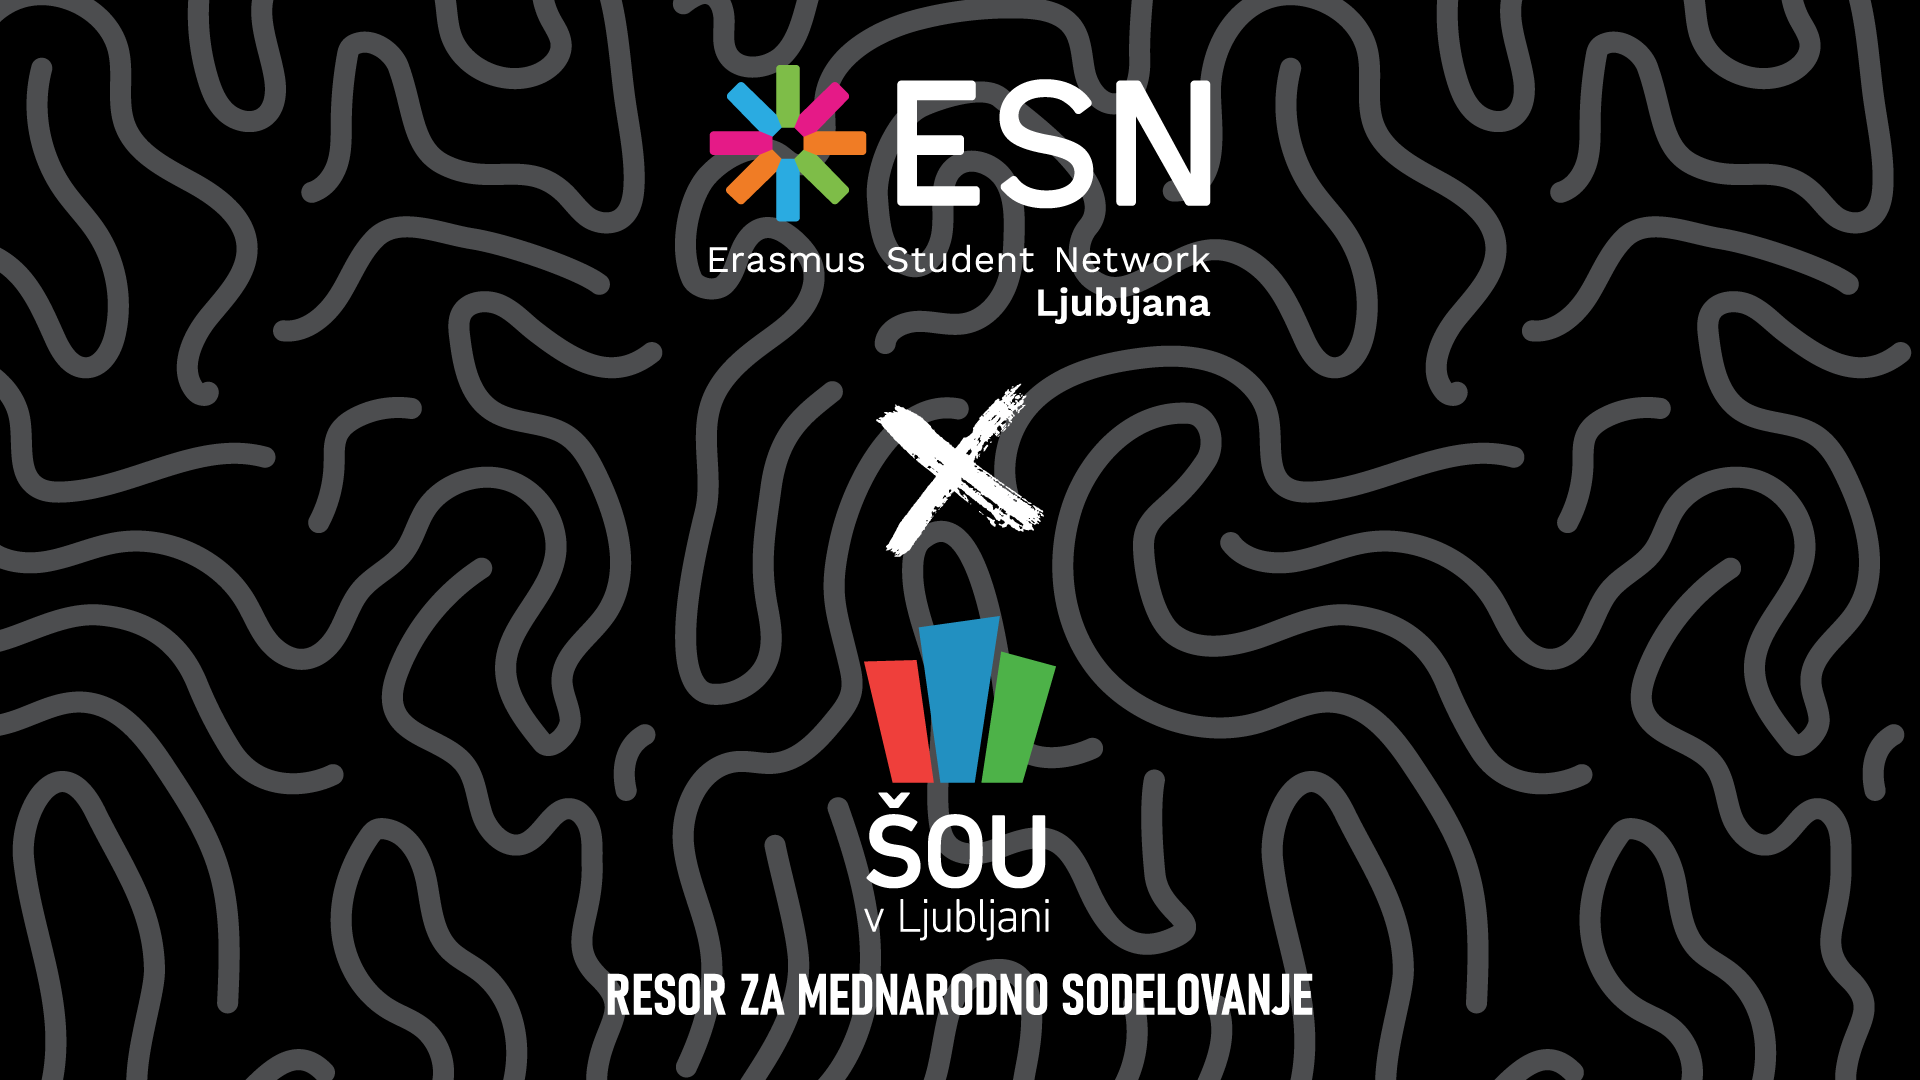 ESN
Erasmus Student Network
Ljubljana
ŠOU
v Ljubljani
RESOR ZA MEDNARODNO SODELOVANJE